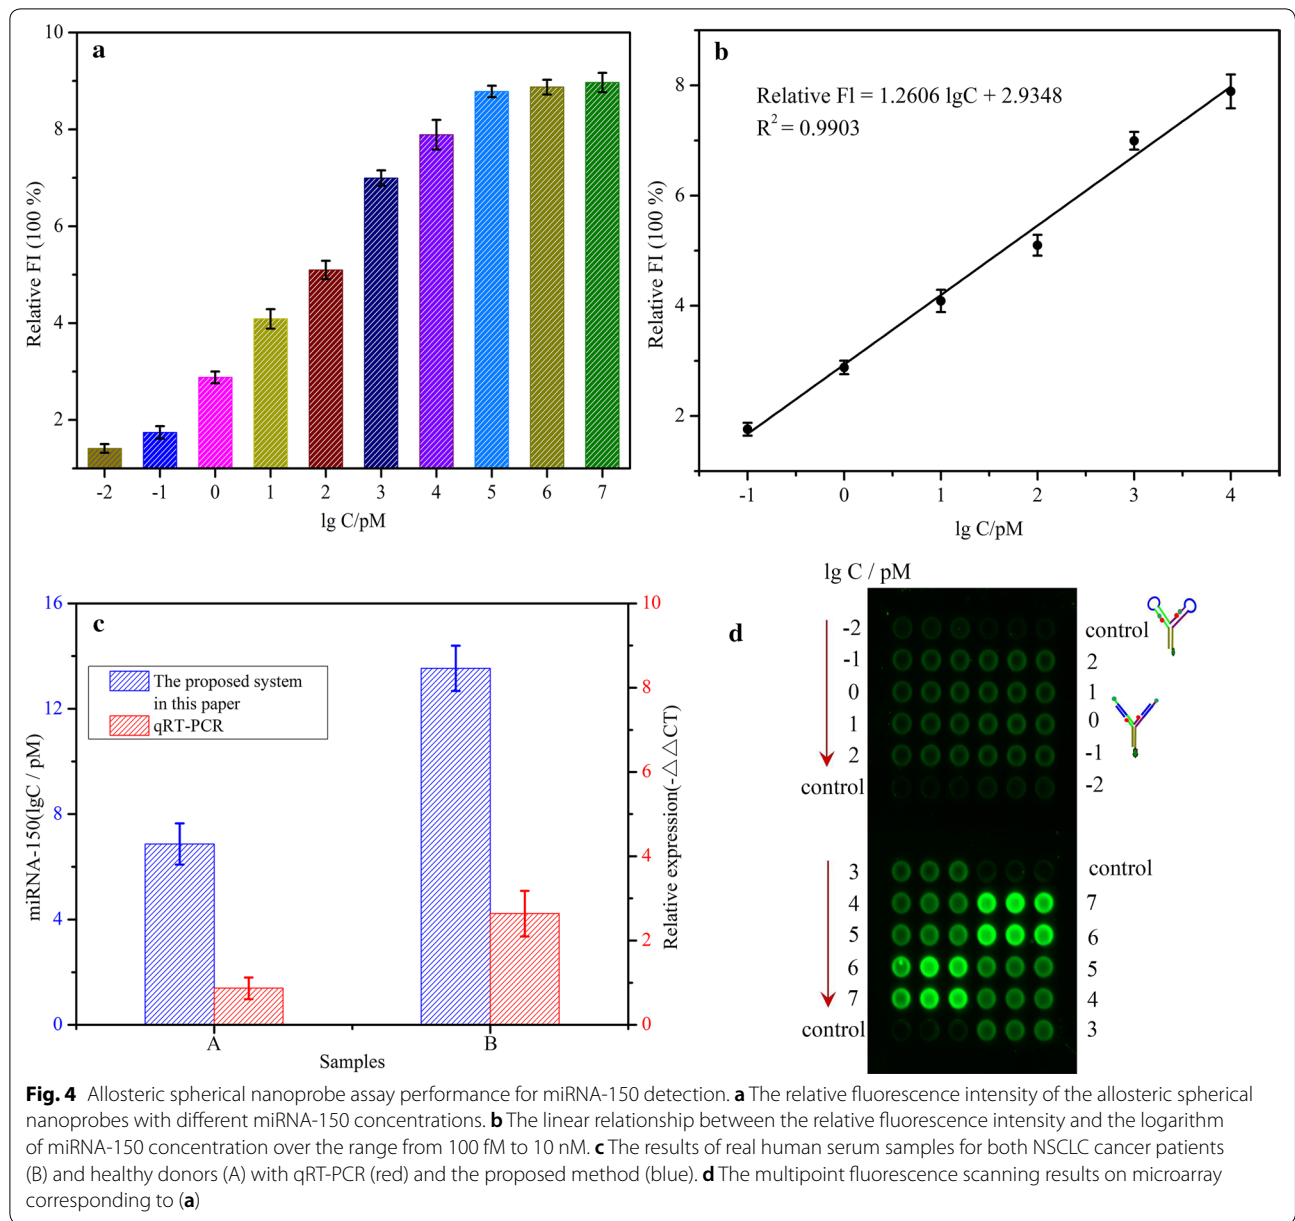 a
10
8
6
4
2
Relative FI (100 %)
-2 -1 0 1 2 3 4 5 6 7
lg C/pM
b
Relative Fl = 1.2606 lgC + 2.9348
R² = 0.9903
8
6
4
2
Relative FI (100 %)
-1 0 1 2 3 4
lg C/pM
c
The proposed system
in this paper
qRT-PCR
16
12
8
4
0
miRNA-150(lgC / pM)
10
8
6
4
2
0
Relative expression(-△△CT)
A B
Samples
lg C / pM
d
-2 control
-1 2
0 1
1 0
2 -1
control -2
3 control
4 7
5 6
6 5
7 4
control 3
Fig. 4 Allosteric spherical nanoprobe assay performance for miRNA-150 detection. a The relative fluorescence intensity of the allosteric spherical
nanoprobes with different miRNA-150 concentrations. b The linear relationship between the relative fluorescence intensity and the logarithm
of miRNA-150 concentration over the range from 100 fM to 10 nM. c The results of real human serum samples for both NSCLC cancer patients
(B) and healthy donors (A) with qRT-PCR (red) and the proposed method (blue). d The multipoint fluorescence scanning results on microarray
corresponding to (a)